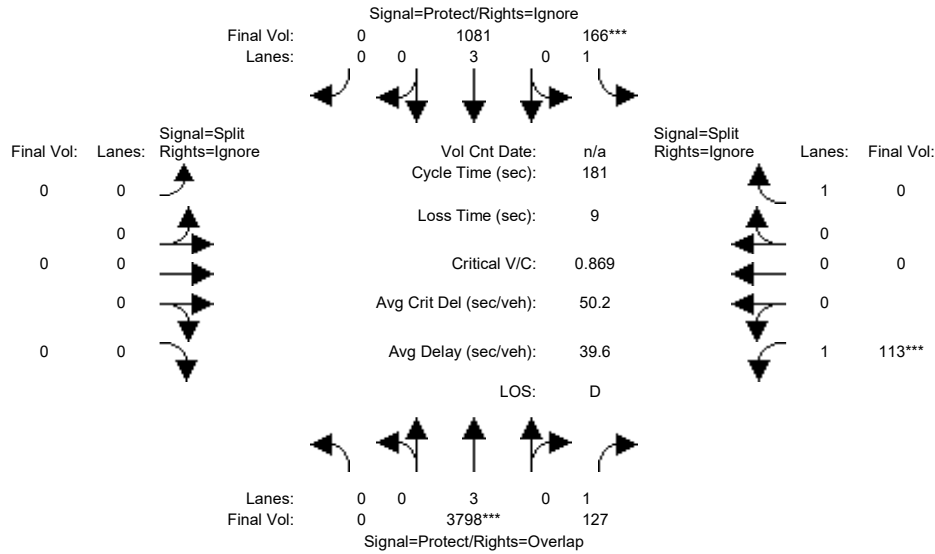 Signal=Protect/Rights=Ignore
Final Vol: 0 1081 166***
Lanes: 0 0 3 0 1
Signal=Split Signal=Split
Final Vol: Lanes: Rights=Ignore Vol Cnt Date: n/a Rights=Ignore Lanes: Final Vol:
Cycle Time (sec): 181
0 0 1 0
Loss Time (sec): 9
0 0
0 0 Critical V/C: 0.869 0 0
0 Avg Crit Del (sec/veh): 50.2 0
0 0 Avg Delay (sec/veh): 39.6 1 113***
LOS: D
Lanes: 0 0 3 0 1
Final Vol: 0 3798*** 127
Signal=Protect/Rights=Overlap